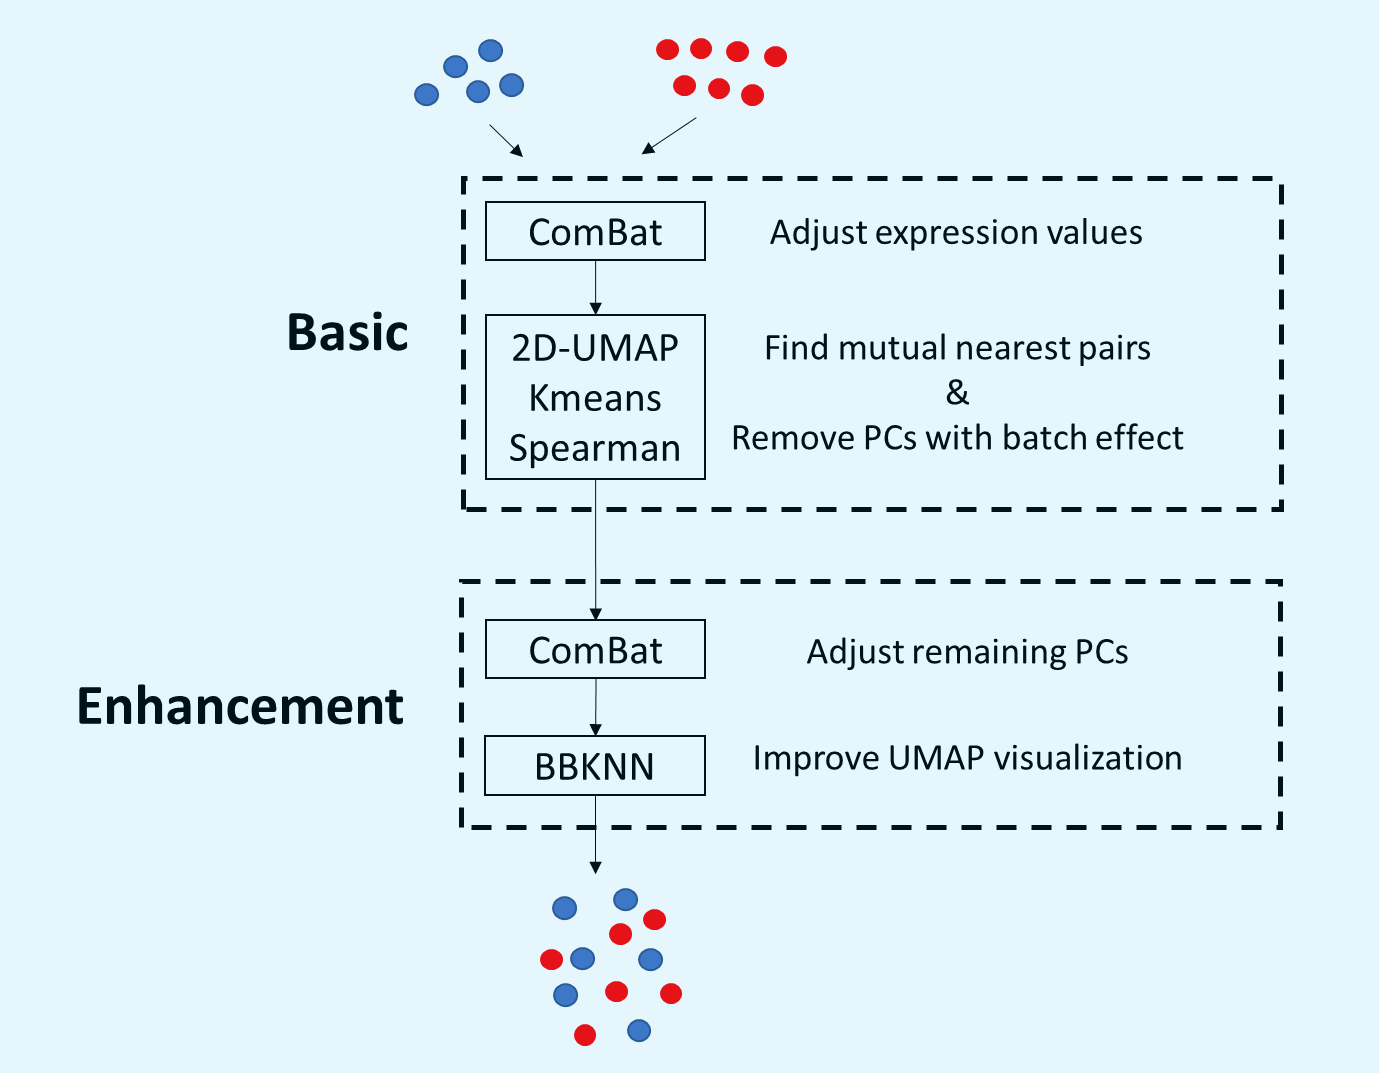 ComBat
Adjust expression values
Basic
2D-UMAP
Kmeans
Spearman
Find mutual nearest pairs
&
Remove PCs with batch effect
Enhancement
ComBat
Adjust remaining PCs
BBKNN
Improve UMAP visualization